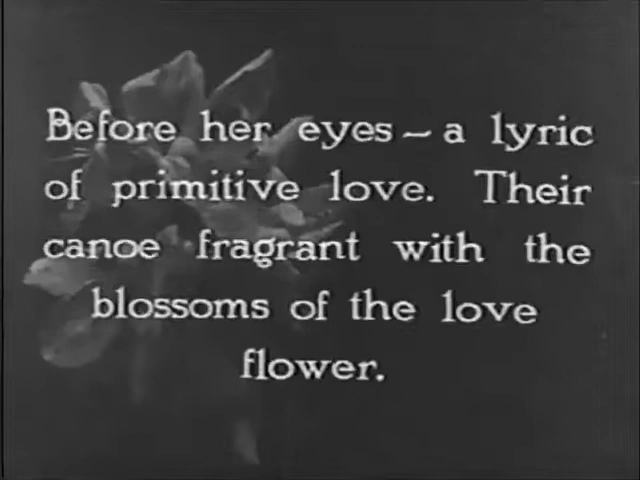 Before her eyes — a lyric
of primitive love. Their
canoe fragrant with the
blossoms of the love
flower.